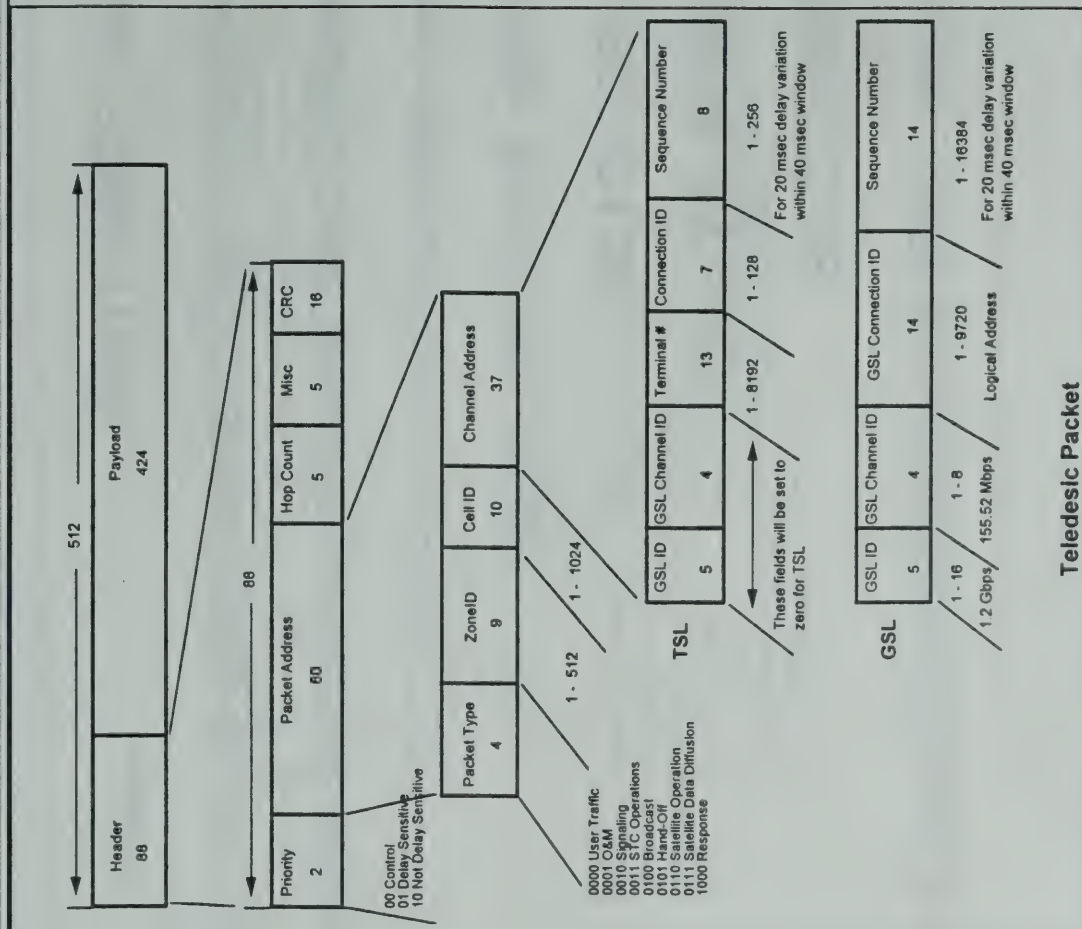 512
Header
88
Payload
424
88
Priority
2
Packet Address
60
Hop Count
5
Misc
5
CRC
16
00 Control
01 Delay Sensitive
10 Not Delay Sensitive
Packet Type
4
ZoneID
9
Cell ID
10
Channel Address
37
1 - 512
1 - 1024
0000 User Traffic
0001 O&M
0010 Signaling
0011 STC Operations
0100 Broadcast
0101 Hand-Off
0110 Satellite Operation
0111 Satellite Data Diffusion
1000 Response
TSL
GSL ID
5
GSL Channel ID
4
Terminal #
13
Connection ID
7
Sequence Number
8
These fields will be set to
zero for TSL
1 - 8192
1 - 128
1 - 256
For 20 msec delay variation
within 40 msec window
GSL
GSL ID
5
GSL Channel ID
4
GSL Connection ID
14
Sequence Number
14
1 - 16
1.2 Gbps
1 - 8
155.52 Mbps
1 - 9720
Logical Address
1 - 16384
For 20 msec delay variation
within 40 msec window
Teledesic Packet